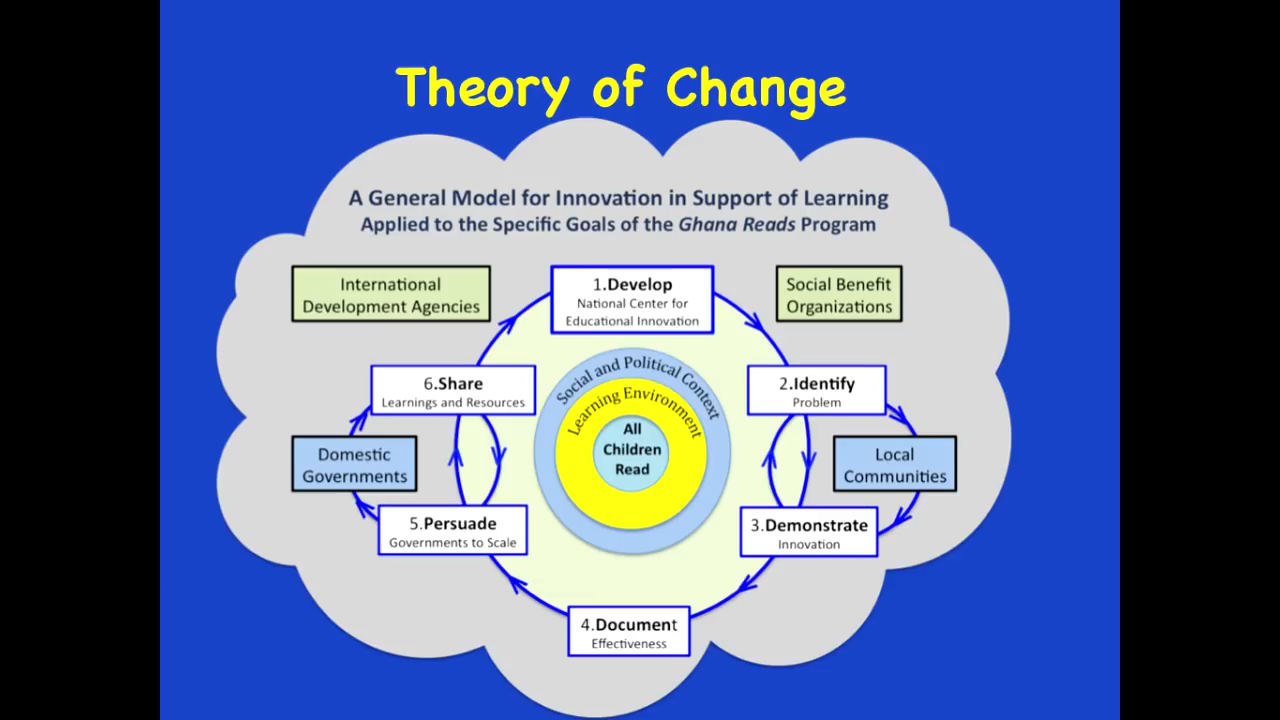 Theory of Change
A General Model for Innovation in Support of Learning
Applied to the Specific Goals of the Ghana Reads Program
International
Development Agencies
1.Develop
National Center for
Educational Innovation
Social Benefit
Organizations
6.Share
Learnings and Resources
Social and Political Context
Learning Environment
All
Children
Read
2.Identify
Problem
Domestic
Governments
Local
Communities
5.Persuade
Governments to Scale
3.Demonstrate
Innovation
4.Document
Effectiveness